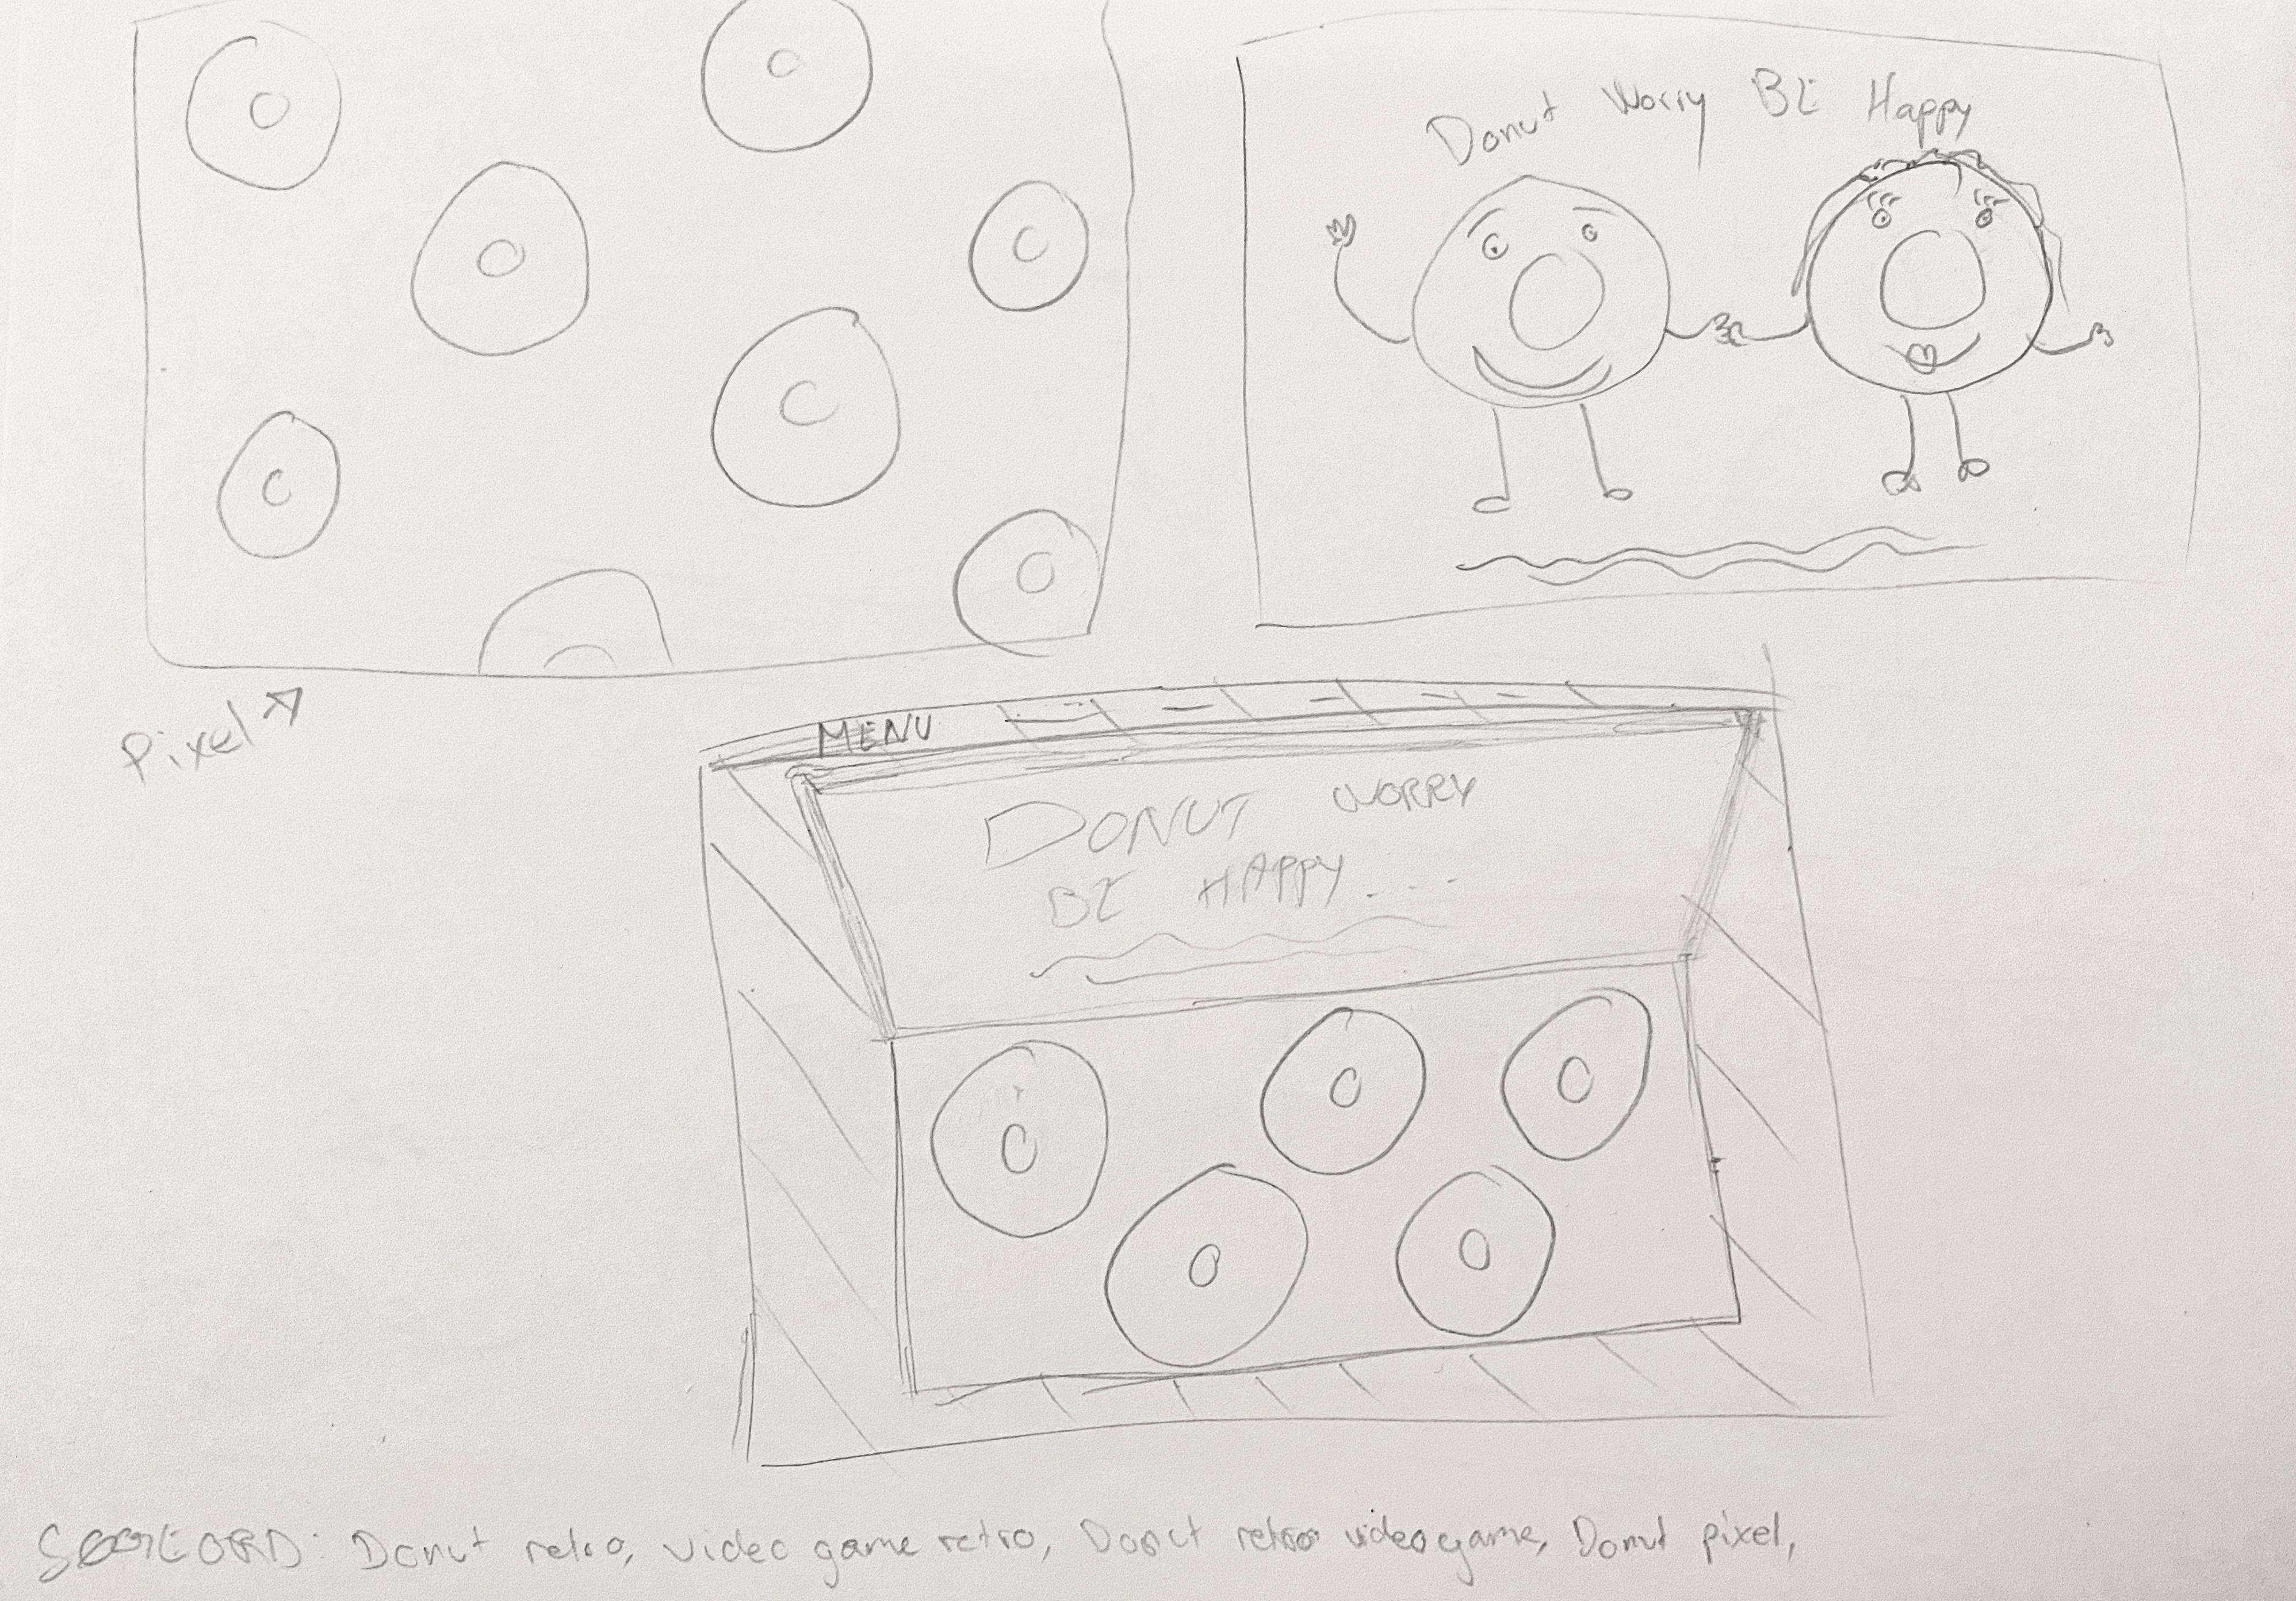 Donut Worry BE Happy
Pixel
MENU
DONUT WORRY
BE HAPPY....
Donut retro, video game retro, Donut retro videogame, Donut pixel,